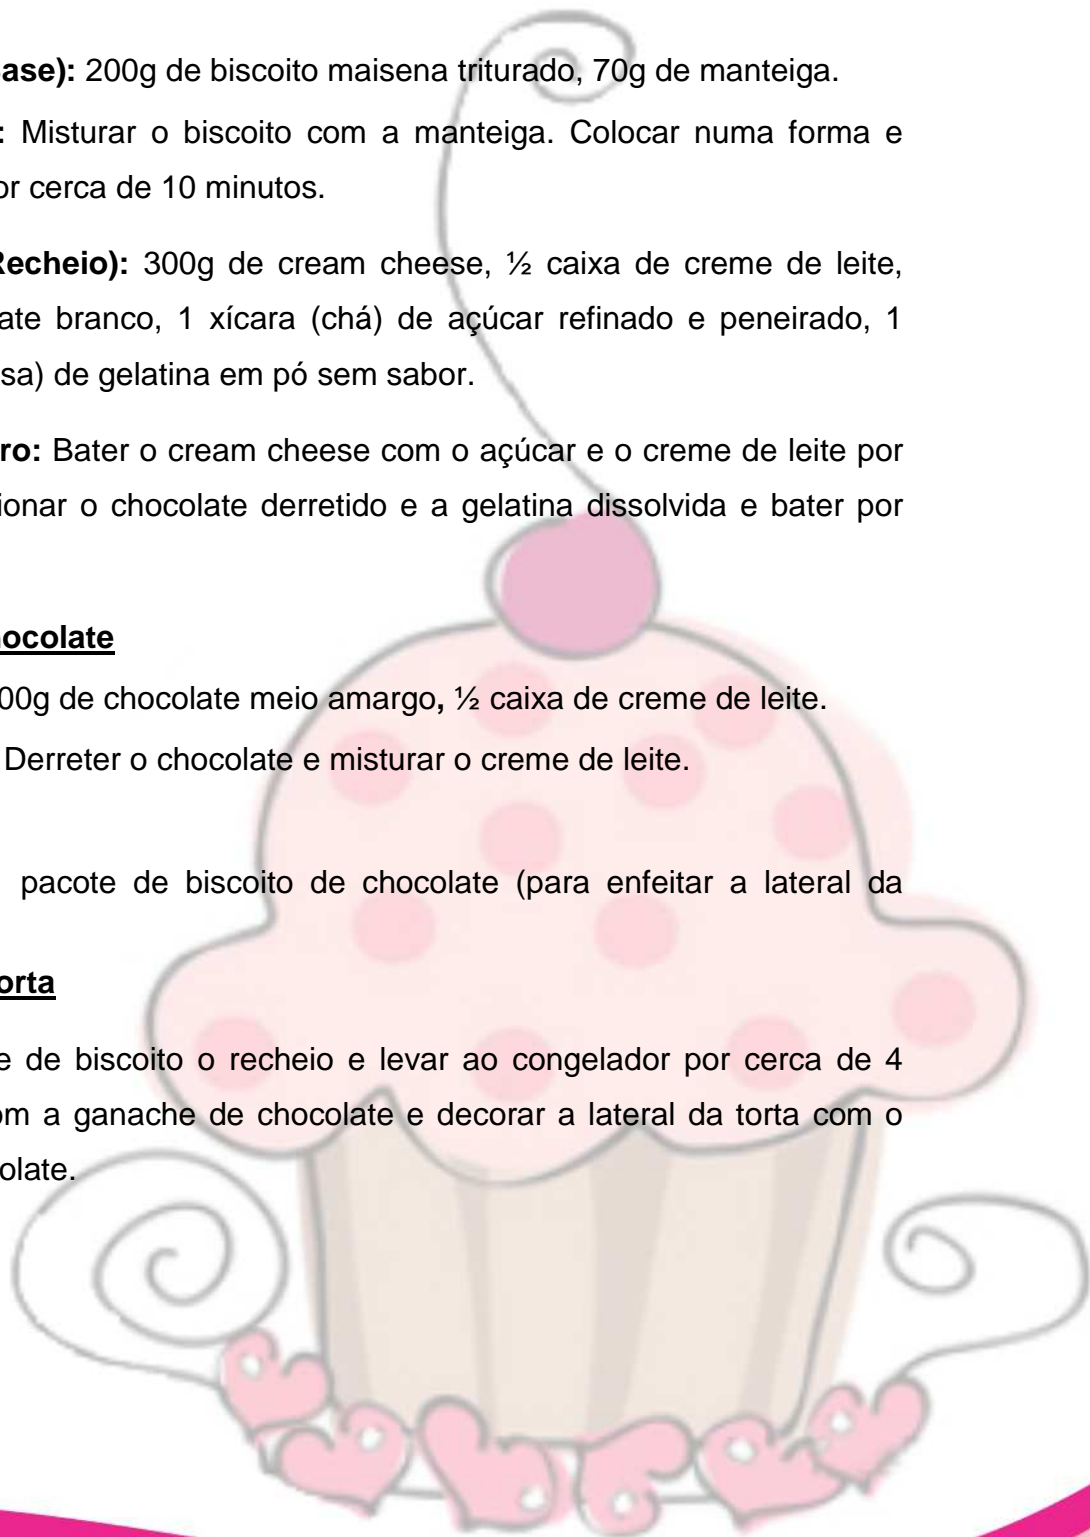 ase): 200g de biscoito maisena triturado, 70g de manteiga.
: Misturar o biscoito com a manteiga. Colocar numa forma e
or cerca de 10 minutos.
Recheio): 300g de cream cheese, ½ caixa de creme de leite,
ate branco, 1 xícara (chá) de açúcar refinado e peneirado, 1
sa) de gelatina em pó sem sabor.
ro: Bater o cream cheese com o açúcar e o creme de leite por
ionar o chocolate derretido e a gelatina dissolvida e bater por
hocolate
00g de chocolate meio amargo, ½ caixa de creme de leite.
Derreter o chocolate e misturar o creme de leite.
pacote de biscoito de chocolate (para enfeitar a lateral da
orta
e de biscoito o recheio e levar ao congelador por cerca de 4
om a ganache de chocolate e decorar a lateral da torta com o
olate.